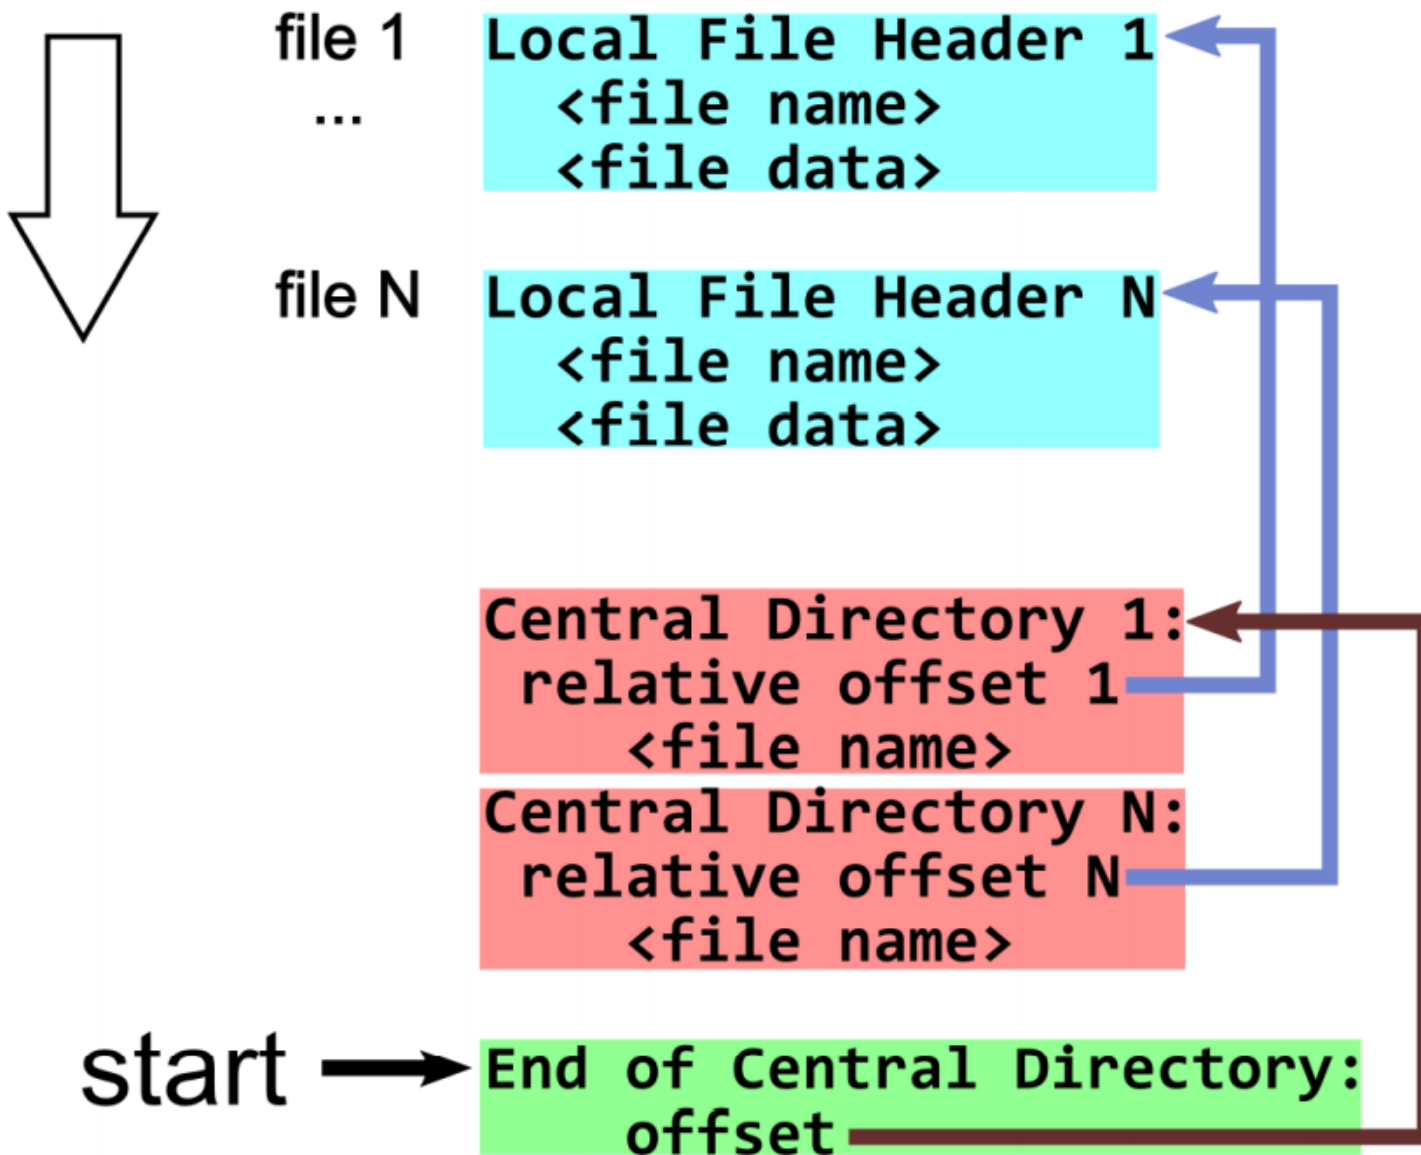 file 1
...
Local File Header 1
<file name>
<file data>
file N
Local File Header N
<file name>
<file data>
Central Directory 1:
relative offset 1
<file name>
Central Directory N:
relative offset N
<file name>
start
End of Central Directory:
offset